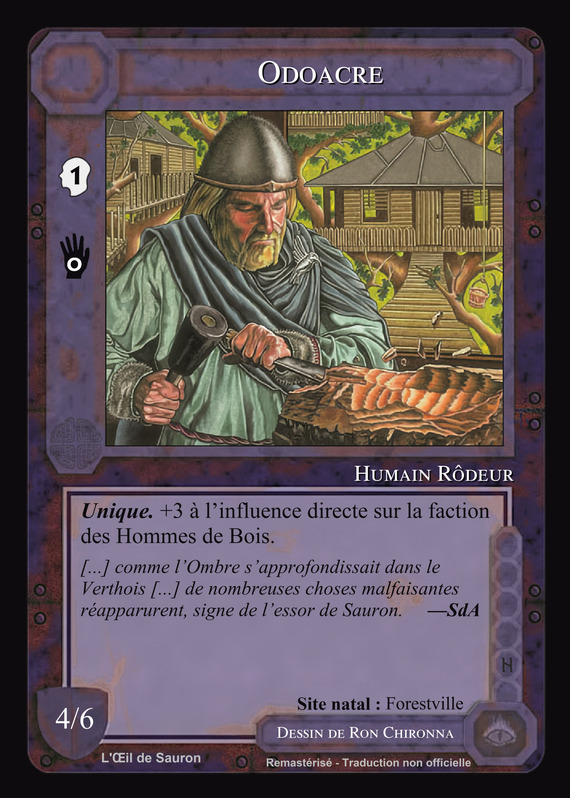 Odoacre
1
0
Humain Rôdeur
Unique. +3 à l'influence directe sur la faction
des Hommes de Bois.
[...] comme l'Ombre s'approfondissait dans le
Verthois [...] de nombreuses choses malfaisantes
réapparurent, signe de l'essor de Sauron. —SdA
Site natal : Forestville
4/6
Dessin de Ron Chironna
L'Œil de Sauron
Remastérisé - Traduction non officielle